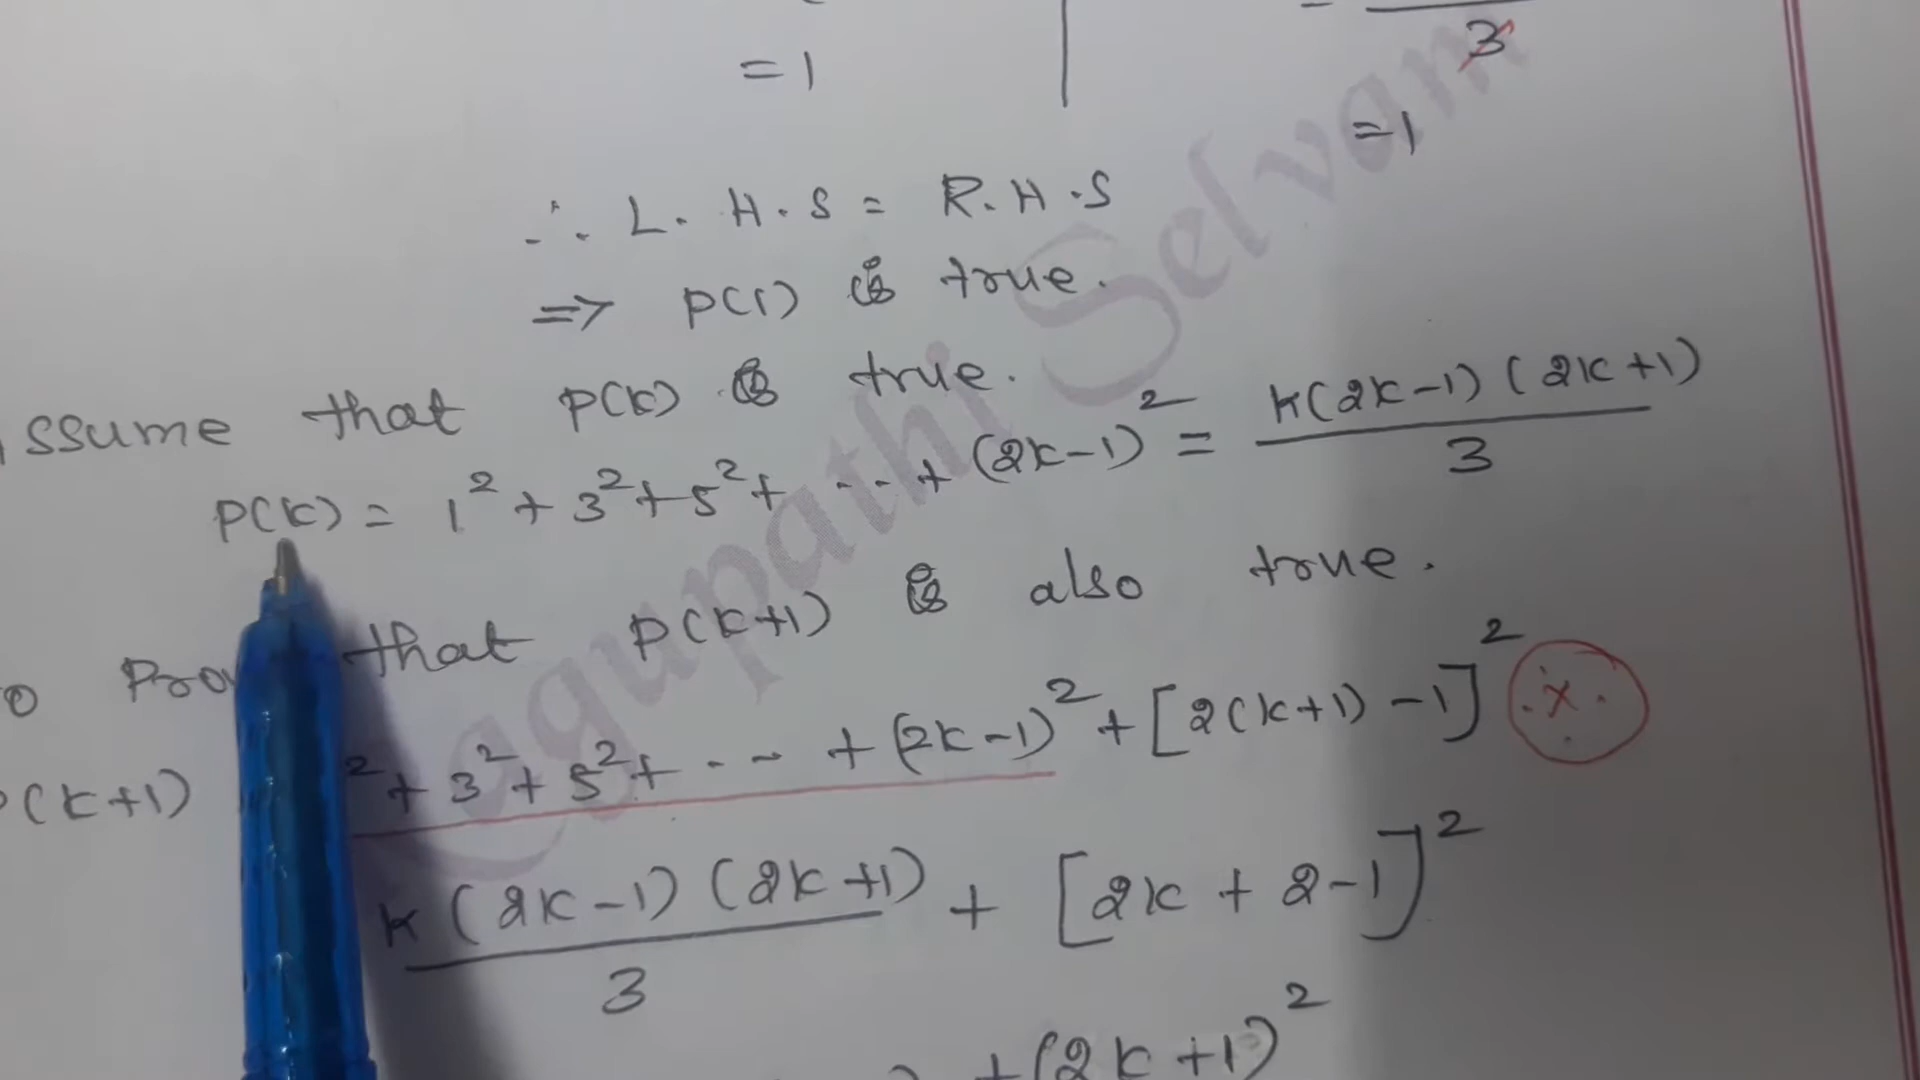 = 1
3
= 1
∴ L.H.S = R.H.S
=> P(1) is true.
ssume that P(k) is true.
P(k) = 1² + 3² + 5² + ... + (2k-1)² = k(2k-1)(2k+1)
3
o Pro that P(k+1) is also true.
P(k+1) ² + 3² + 5² + ... + (2k-1)² + [2(k+1) -1]²
k(2k-1)(2k+1) + [2k + 2-1]²
3
+(2k+1)²
Ragupathi Selvam